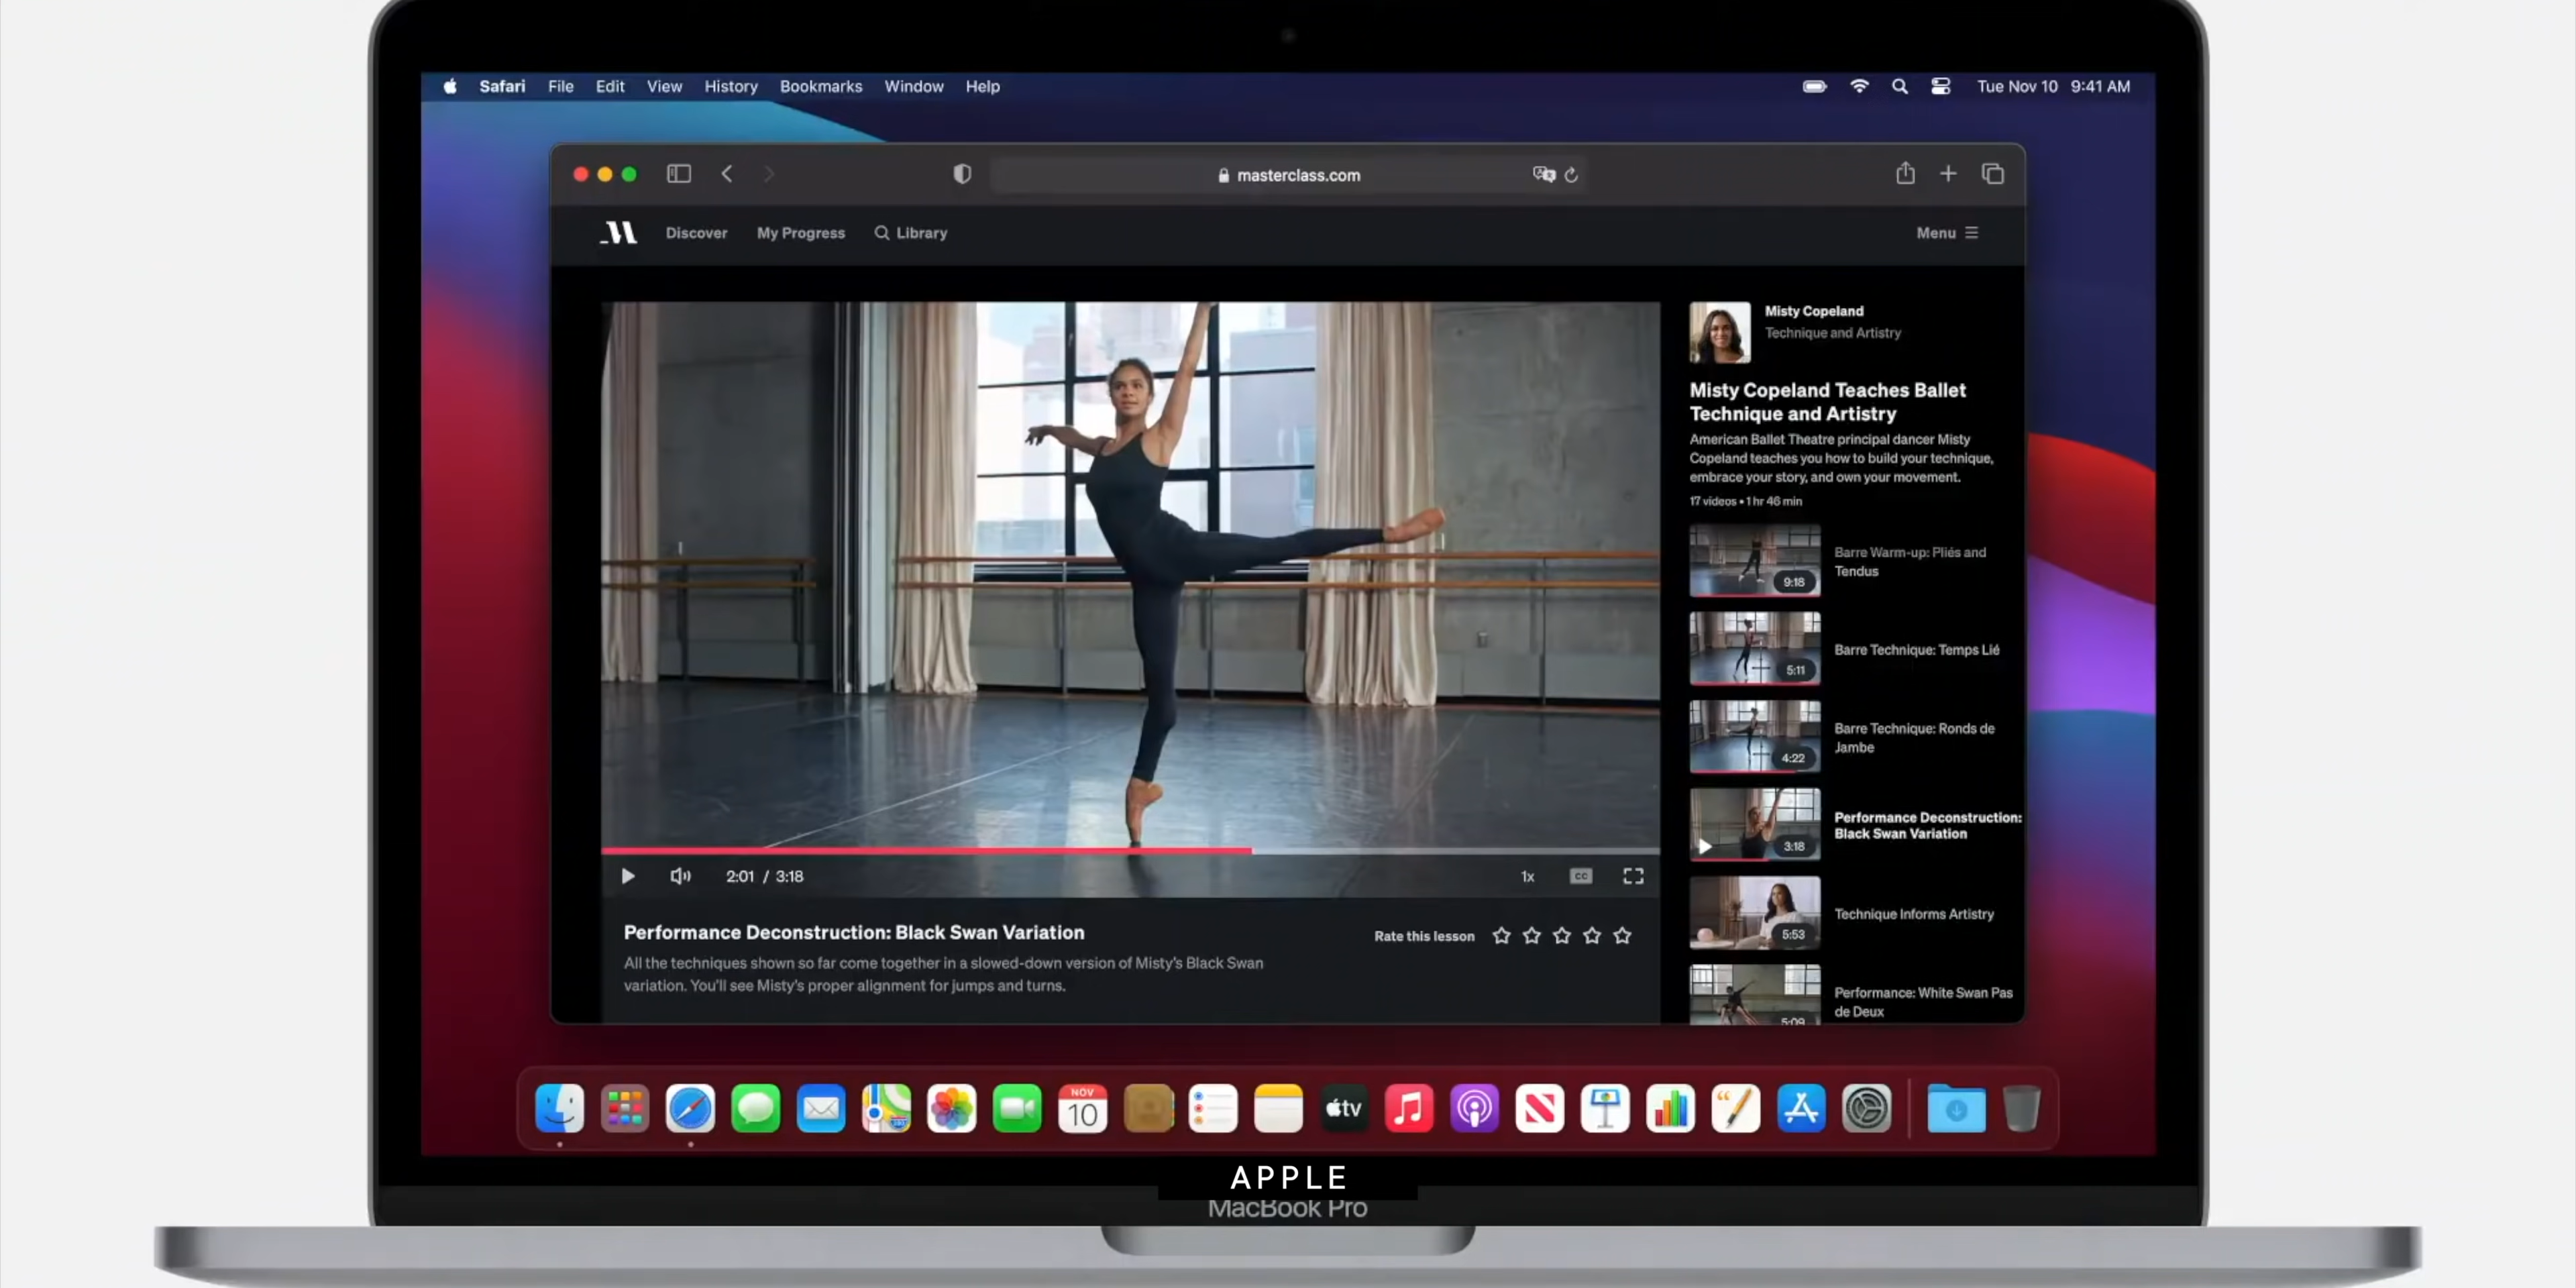 Safari File Edit View History Bookmarks Window Help
Tue Nov 10 9:41 AM
masterclass.com
Discover My Progress Library
Menu
Misty Copeland
Technique and Artistry
Misty Copeland Teaches Ballet
Technique and Artistry
American Ballet Theatre principal dancer Misty
Copeland teaches you how to build your technique,
embrace your story, and own your movement.
17 videos • 1 hr 46 min
9:18
Barre Warm-up: Pliés and
Tendus
5:11
Barre Technique: Temps Lié
4:22
Barre Technique: Ronds de
Jambe
3:18
Performance Deconstruction:
Black Swan Variation
5:53
Technique Informs Artistry
5:09
Performance: White Swan Pas
de Deux
2:01 / 3:18
1x
CC
Performance Deconstruction: Black Swan Variation
Rate this lesson
All the techniques shown so far come together in a slowed-down version of Misty's Black Swan
variation. You'll see Misty's proper alignment for jumps and turns.
NOV
10
tv
APPLE
MacBook Pro